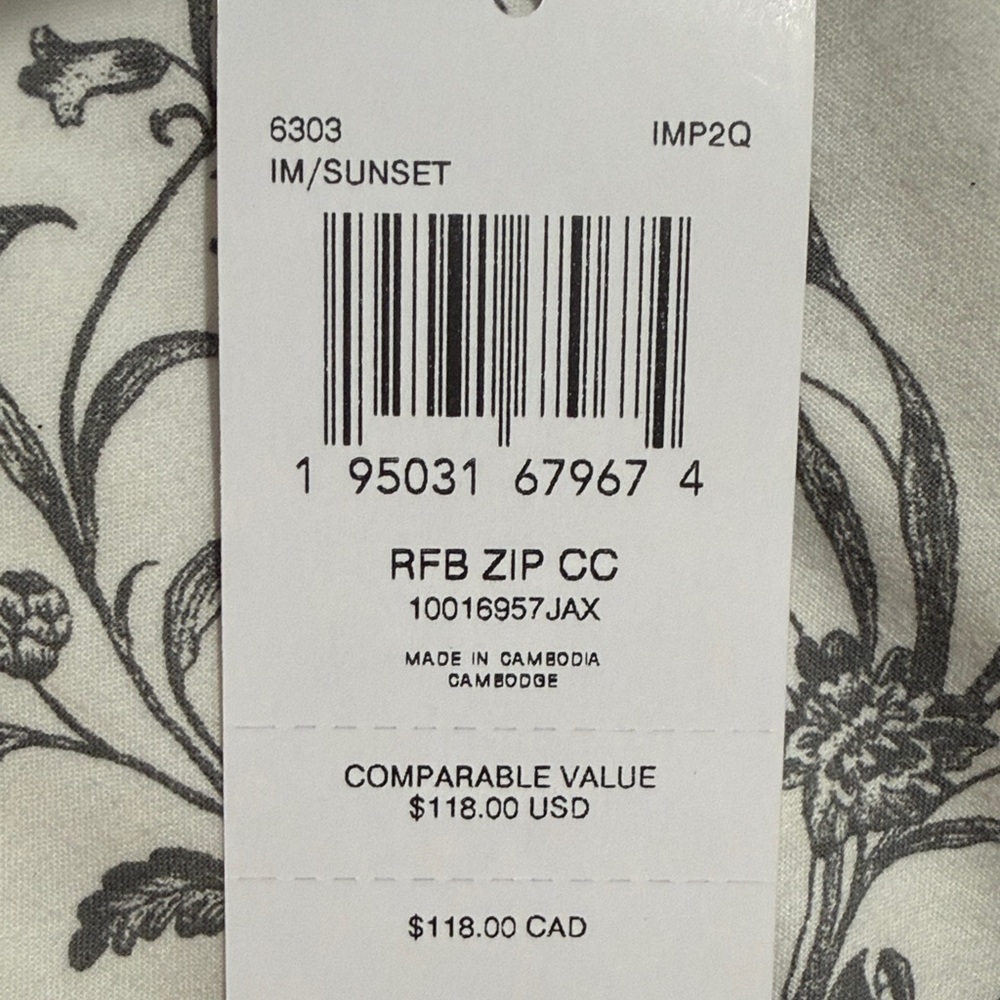 6303 IMP2Q
IM/SUNSET
1 95031 67967 4
RFB ZIP CC
10016957JAX
MADE IN CAMBODIA
CAMBODGE
COMPARABLE VALUE
$118.00 USD
$118.00 CAD